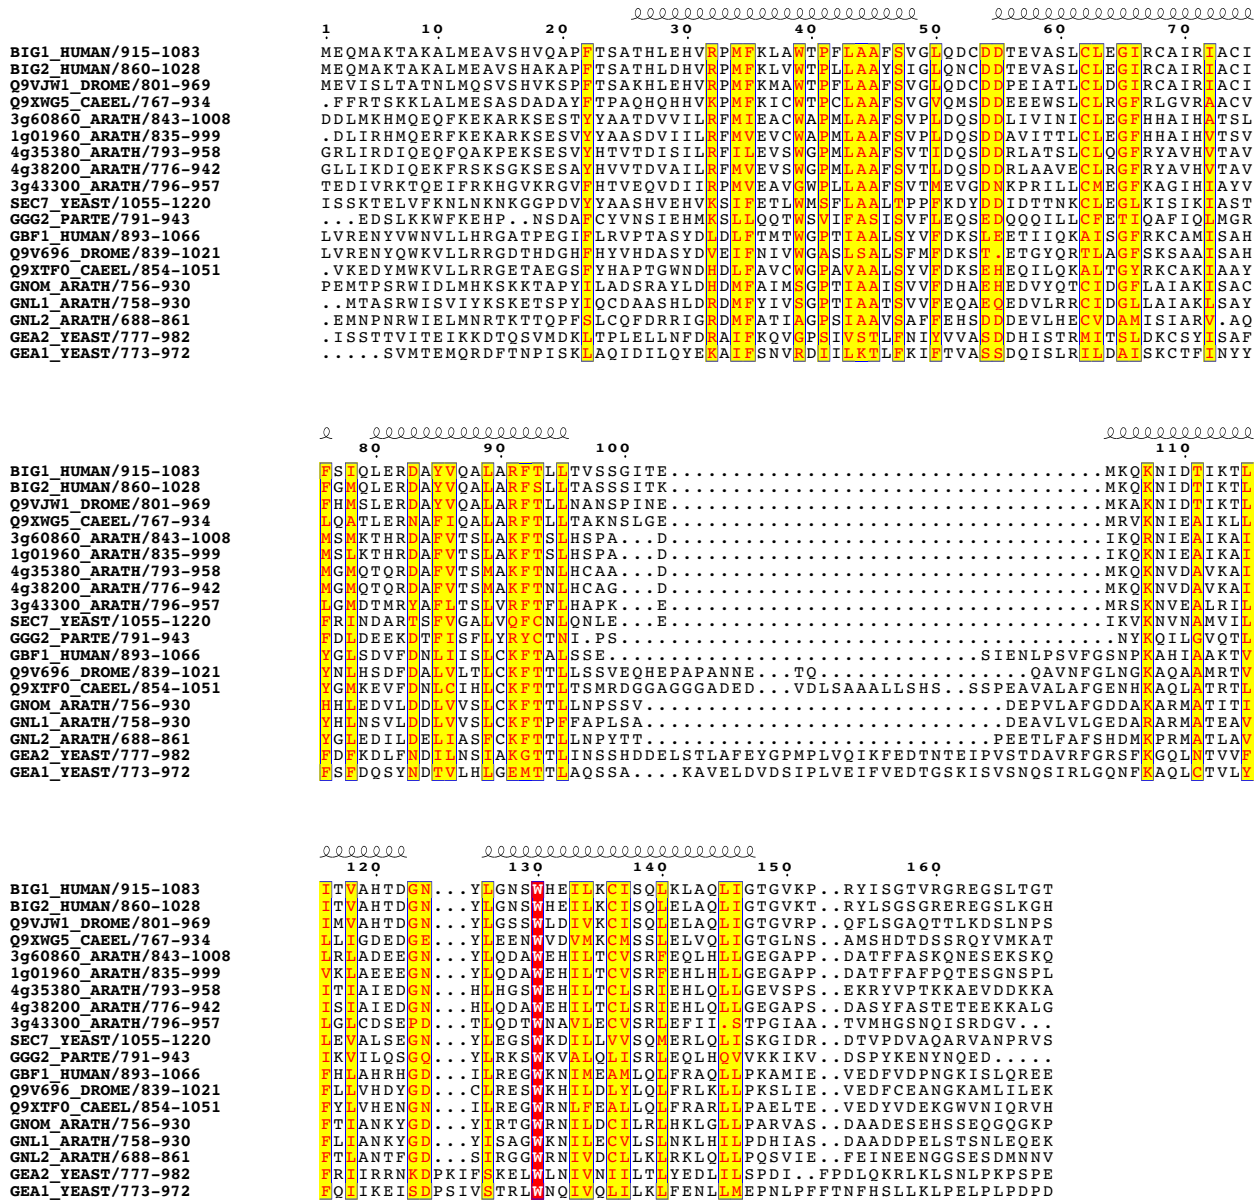 1 10 20 30 40 50 60 70
BIG1_HUMAN/915-1083 MEQMAKTAKALMEAVSHVQAPFTSATHLEHVRPMFKLAWTPFLAAFSVGLQDCDDTEVASLCLEGIRCAIRIACI
BIG2_HUMAN/860-1028 MEQMAKTAKALMEAVSHAKAPFTSATHLDHVRPMFKLVWTPLLAAYSIGLQNCDDTEVASLCLEGIRCAIRIACI
Q9VJW1_DROME/801-969 MEVISLTATNLMQSVSHVKSPFTSAKHLEHVRPMFKMAWTPFLAAFSVGLQDCDDPEIATLCLDGIRCAIRIACI
Q9XWG5_CAEEL/767-934 .FFRTSKKLALMESADADAYFTPAQHQHHVKPMFKICWTPCLAAFSVGVQMSDDEEEWSLCLEGFRLGVRAACV
3g60860_ARATH/843-1008 DDLMKHMQEQFKEKARKSESTYYAASDVVILRFMIEACWAPMLAAFSVPLDQSDDLIVINICLEGFHHAIHATSL
1g01960_ARATH/835-999 .DLIRHMQERFKEKARKSESVYYAASDVIILRFMVEVCWAPMLAAFSVPLDQSDDAVITTLCLEGFHHAIHVTSV
4g35380_ARATH/793-958 GRLIRDIQEQFQAKPEKSESVYHTVTDISILRFILEVSWGPMLAAFSVTIDQSDDRLATSLCLQGFRYAVHVTAV
4g38200_ARATH/776-942 GLLIKDIQEKFRSKSGKSESAYHVVTDVAILRFMVEVSWGPMLAAFSVTLDQSDDRLAAVECLRGFRYAVHVTAV
3g43300_ARATH/796-957 TEDIVRKTQEIFRKHGVKRGVFHTVEQVDIIRPMVEAVGWPLLAAFSVTMEVGDNKPRILLCMEGFKAGIHIAYV
SEC7_YEAST/1055-1220 ISSKTELVFKNLNKNKGGPDVYYAASHVEHVKSIFETLWMSFLAALTPPFKDYDDIDTTNKCLEGLKISIKIAST
GGG2_PARTE/791-943 ...EDSLKKWFKEHP..NSDAFCYVNSIEHMKSLLQQTWSVIFASISVFLEQSEDQQQILLCFETIQAFIQLMGR
GBF1_HUMAN/893-1066 LVRENYVWNVLLHRGATPEGIFLRVPTASYDLDLFTMTWGPTIAALSYVFDKSLEETIIQKAISGFRKCAMISAH
Q9V696_DROME/839-1021 LVRENYQWKVLLRRGDTHDGHFHYVHDASYDVEIFNIVWGASLSALSFMFDKST.ETGYQRTLAGFSKSAAISAH
Q9XTF0_CAEEL/854-1051 .VKEDYMWKVLLRRGETAEGSFYHAPTGWNDHDLFAVCWGPAVAALSYVFDKSEHEQILQKALTGYRKCAKIAAY
GNOM_ARATH/756-930 PEMTPSRWIDLMHKSKKTAPYILADSRAYLDHDMFAIMSGPTIAAISVVFDHAEHEDVYQTCIDGFLAIAKISAC
GNL1_ARATH/758-930 ..MTASRWISVIYKSKETSPYIQCDAASHLDRDMFYIVSGPTIAATSVVFEQAEQEDVLRRCIDGLLAIAKLSAY
GNL2_ARATH/688-861 .EMNPNRWIELMNRTKTTQPFSLCQFDRRIGRDMFATIAGPSIAAVSAFFEHSDDDEVLHECVDAMISIARV.AQ
GEA2_YEAST/777-982 .ISSTTVITEIKKDTQSVMDKLTPLELLNFDRAIFKQVGPSIVSTLFNIYVVASDDHISTRMITSLDKCSYISAF
GEA1_YEAST/773-972 .....SVMTEMQRDFTNPISKLAQIDILQYEKAIFSNVRDIILKTLFKIFTVASSDQISLRILDAISKCTFINYY
80 90 100 110
BIG1_HUMAN/915-1083 FSIQLERDAYVQALARFTLLTVSSGITE...................................MKQKNIDTIKTL
BIG2_HUMAN/860-1028 FGMQLERDAYVQALARFSLLTASSSITK...................................MKQKNIDTIKTL
Q9VJW1_DROME/801-969 FHMSLERDAYVQALARFTLLNANSPINE...................................MKAKNIDTIKTL
Q9XWG5_CAEEL/767-934 LQATLERNAFIQALARFTLLTAKNSLGE...................................MRVKNIEAIKLL
3g60860_ARATH/843-1008 MSMKTHRDAFVTSLAKFTSLHSPA...D...................................IKQRNIEAIKAI
1g01960_ARATH/835-999 MSLKTHRDAFVTSLAKFTSLHSPA...D...................................IKQKNIEAIKAI
4g35380_ARATH/793-958 MGMQTQRDAFVTSMAKFTNLHCAA...D...................................MKQKNVDAVKAI
4g38200_ARATH/776-942 MGMQTQRDAFVTSMAKFTNLHCAG...D...................................MKQKNVDAVKAI
3g43300_ARATH/796-957 LGMDTMRYAFLTSLVRFTFLHAPK...E...................................MRSKNVEALRIL
SEC7_YEAST/1055-1220 FRINDARTSFVGALVQFCNLQNLE...E...................................IKVKNVNAMVIL
GGG2_PARTE/791-943 FDLDEEKDTFISFLYRYCTNI.PS.......................................NYKQILGVQTL
GBF1_HUMAN/893-1066 YGLSDVFDNLIISLCKFTALSSE..............................SIENLPSVFGSNPKAHIAAKTV
Q9V696_DROME/839-1021 YNLHSDFDALVLTLCKFTTLLSSVEQHEPAPANNE...TQ.................QAVNFGLNGKAQAAMRTV
Q9XTF0_CAEEL/854-1051 YGMKEVFDNLCIHLCKFTTLTSMRDGGAGGGADED...VDLSAAALLSHS..SSPEAVALAFGENHKAQLATRTL
GNOM_ARATH/756-930 HHLEDVLDDLVVSLCKFTTLLNPSSV.............................DEPVLAFGDDAKARMATITI
GNL1_ARATH/758-930 YHLNSVLDDLVVSLCKFTPFFAPLSA.............................DEAVLVLGEDARARMATEAV
GNL2_ARATH/688-861 YGLEDILDELIASFCKFTTLLNPYTT............................PEETLFAFSHDMKPRMATLAV
GEA2_YEAST/777-982 FDFKDLFNDILNSIAKGTTLINSSHDDELSTLAFEYGPMPLVQIKFEDTNTEIPVSTDAVRFGRSFKGQLNTVVF
GEA1_YEAST/773-972 FSFDQSYNDTVLHLGEMTTLAQSSA....KAVELDVDSIPLVEIFVEDTGSKISVSNQSIRLGQNFKAQLCTVLY
120 130 140 150 160
BIG1_HUMAN/915-1083 ITVAHTDGN...YLGNSWHEILKCISQLKLAQLIGTGVKP..RYISGTVRGREGSLTGT
BIG2_HUMAN/860-1028 ITVAHTDGN...YLGNSWHEILKCISQLELAQLIGTGVKT..RYLSGSGREREGSLKGH
Q9VJW1_DROME/801-969 IMVAHTDGN...YLGSSWLDIVKCISQLELAQLIGTGVRP..QFLSGAQTTLKDSLNPS
Q9XWG5_CAEEL/767-934 LLIGDEDGE...YLEENWVDVMKCMSSLELVQLIGTGLNS..AMSHDTDSSRQYVMKAT
3g60860_ARATH/843-1008 LRLADEEGN...YLQDAWEHILTCVSRFEQLHLLGEGAPP..DATFFASKQNESEKSKQ
1g01960_ARATH/835-999 VKLAEEEGN...YLQDAWEHILTCVSRFEHLHLLGEGAPP..DATFFAFPQTESGNSPL
4g35380_ARATH/793-958 ITIAIEDGN...HLHGSWEHILTCLSRIEHLQLLGEVSPS..EKRYVPTKKAEVDDKKA
4g38200_ARATH/776-942 ISIAIEDGN...HLQDAWEHILTCLSRIEHLQLLGEGAPS..DASYFASTETEEKKALG
3g43300_ARATH/796-957 LGLCDSEPD...TLQDTWNAVLECVSRLEFII.STPGIAA..TVMHGSNQISRDGV...
SEC7_YEAST/1055-1220 LEVALSEGN...YLEGSWKDILLVVSQMERLQLISKGIDR..DTVPDVAQARVANPRVS
GGG2_PARTE/791-943 IKVILQSGQ...YLRKSWKVALQLISRLEQLHQVVKKIKV..DSPYKENYNQED.....
GBF1_HUMAN/893-1066 FHLAHRHGD...ILREGWKNIMEAMLQLFRAQLLPKAMIE..VEDFVDPNGKISLQREE
Q9V696_DROME/839-1021 FLLVHDYGD...CLRESWKHILDLYLQLFRLKLLPKSLIE..VEDFCEANGKAMLILEK
Q9XTF0_CAEEL/854-1051 FYLVHENGN...ILREGWRNLFEALLQLFRARLLPAELTE..VEDYVDEKGWVNIQRVH
GNOM_ARATH/756-930 FTIANKYGD...YIRTGWRNILDCILRLHKLGLLPARVAS..DAADESEHSSEQGQGKP
GNL1_ARATH/758-930 FLIANKYGD...YISAGWKNILECVLSLNKLHILPDHIAS..DAADDPELSTSNLEQEK
GNL2_ARATH/688-861 FTLANTFGD...SIRGGWRNIVDCLLKLRKLQLLPQSVIE..FEINEENGGSESDMNNV
GEA2_YEAST/777-982 FRIIRRNKDPKIFSKELWLNIVNIILTLYEDLILSPDI..FPDLQKRLKLSNLPKPSPE
GEA1_YEAST/773-972 FQIIKEISDPSIVSTRLWNQIVQLILKLFENLLMEPNLPFFTNFHSLLKLPELPLPDPD